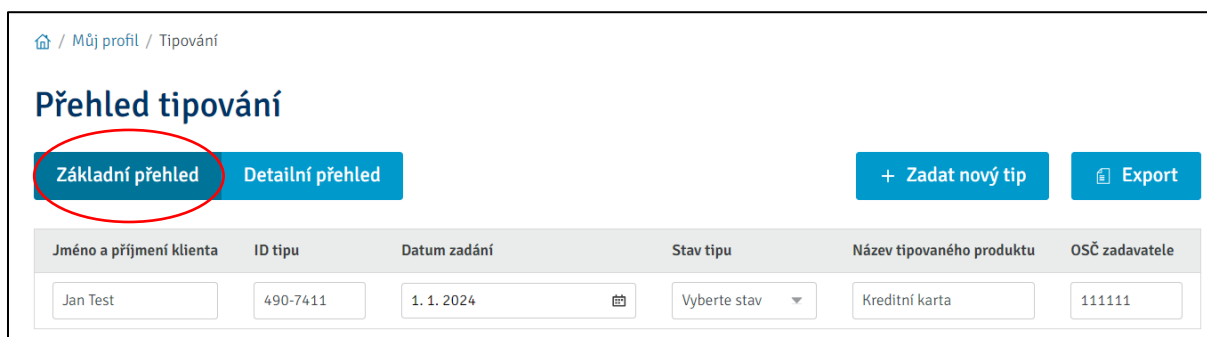 / Můj profil / Tipování
Přehled tipování
Základní přehled Detailní přehled + Zadat nový tip Export
Jméno a příjmení klienta ID tipu Datum zadání Stav tipu Název tipovaného produktu OSČ zadavatele
Jan Test 490-7411 1. 1. 2024 Vyberte stav Kreditní karta 111111